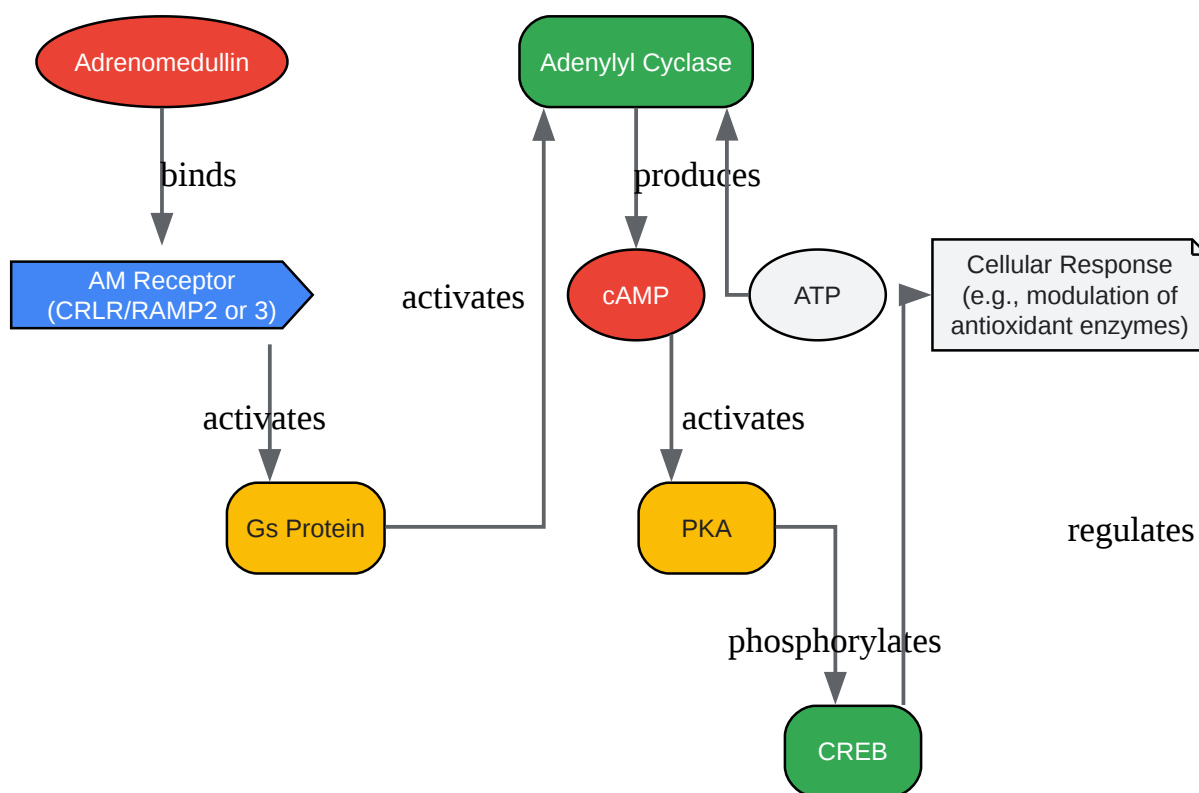 Adrenomedullin
Adenylyl Cyclase
binds
produces
AM Receptor
(CRLR/RAMP2 or 3)
activates
cAMP
ATP
Cellular Response
(e.g., modulation of
antioxidant enzymes)
activates
activates
Gs Protein
PKA
regulates
phosphorylates
CREB